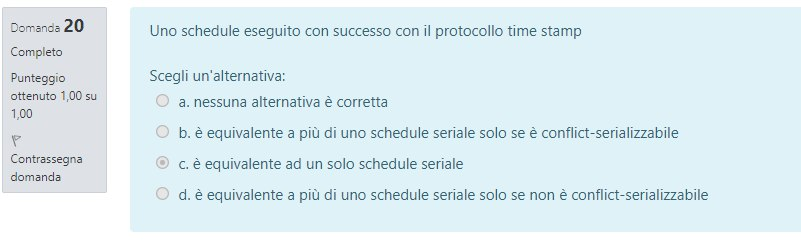 Domanda 20
Completo
Punteggio
ottenuto 1,00 su
1,00
Contrassegna
domanda
Uno schedule eseguito con successo con il protocollo time stamp
Scegli un'alternativa:
a. nessuna alternativa è corretta
b. è equivalente a più di uno schedule seriale solo se è conflict-serializzabile
c. è equivalente ad un solo schedule seriale
d. è equivalente a più di uno schedule seriale solo se non è conflict-serializzabile